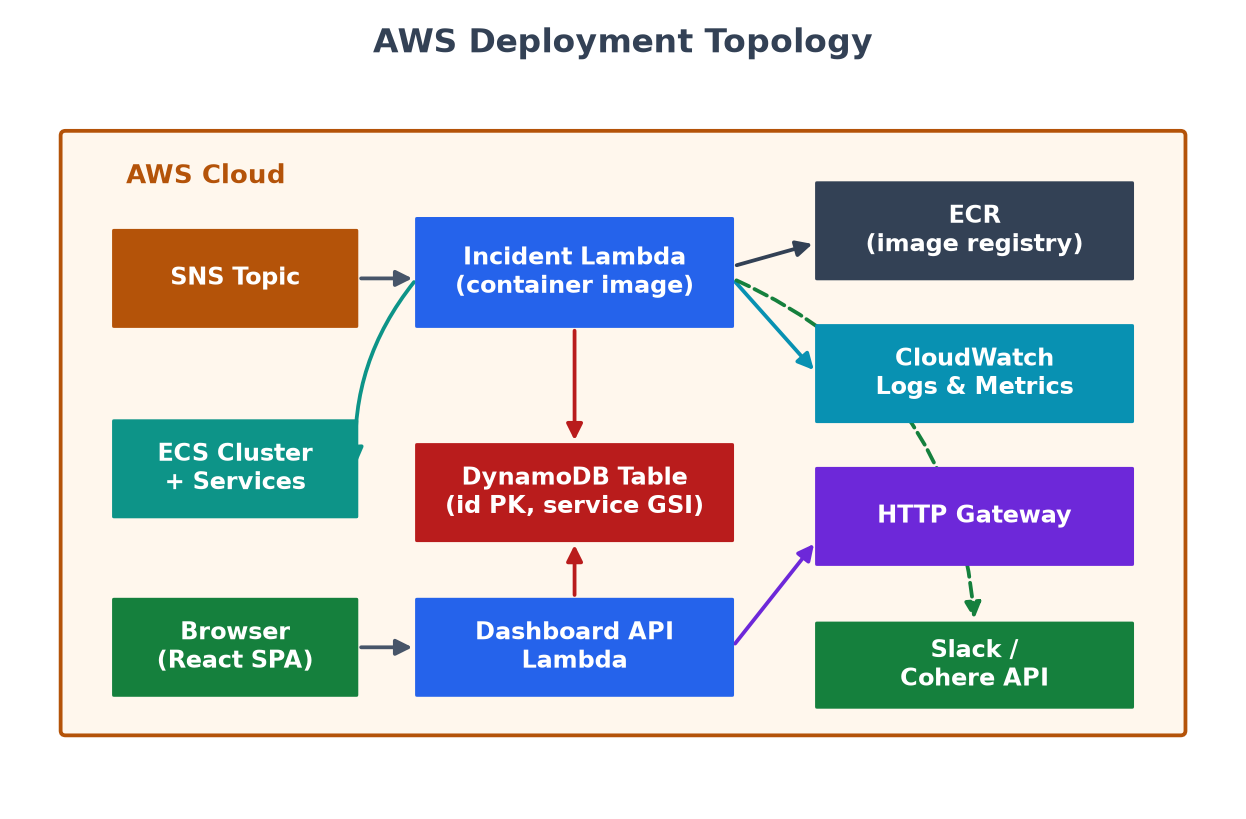 AWS Deployment Topology
AWS Cloud
SNS Topic
Incident Lambda
(container image)
ECR
(image registry)
CloudWatch
Logs & Metrics
ECS Cluster
+ Services
DynamoDB Table
(id PK, service GSI)
HTTP Gateway
Browser
(React SPA)
Dashboard API
Lambda
Slack /
Cohere API